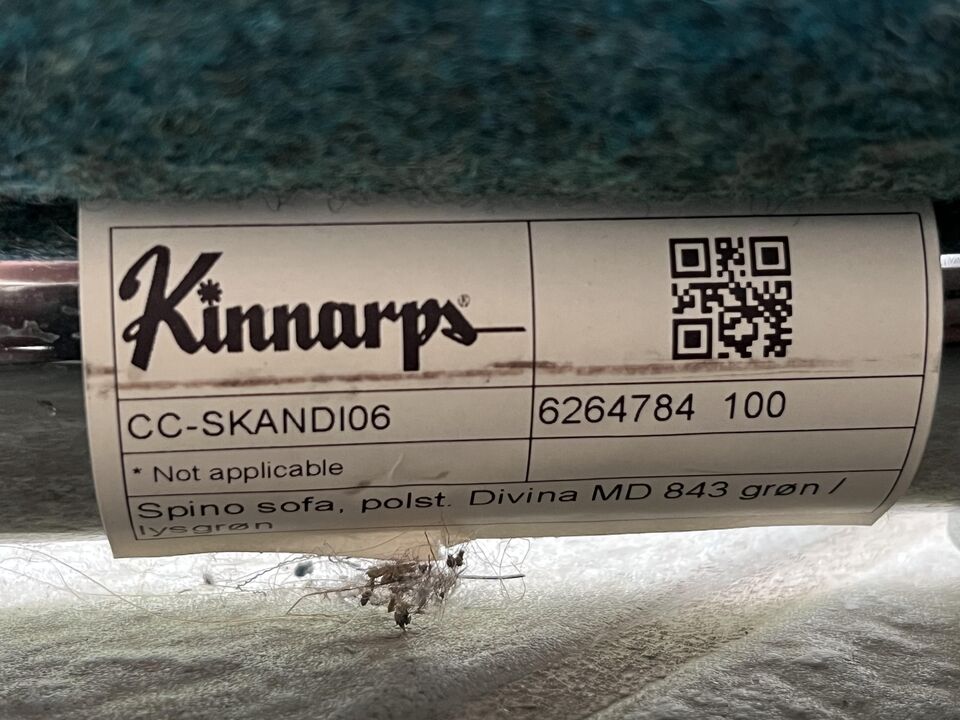 Kinnarps®
CC-SKANDI06
6264784 100
* Not applicable
Spino sofa, polst. Divina MD 843 grøn /
lysgrøn